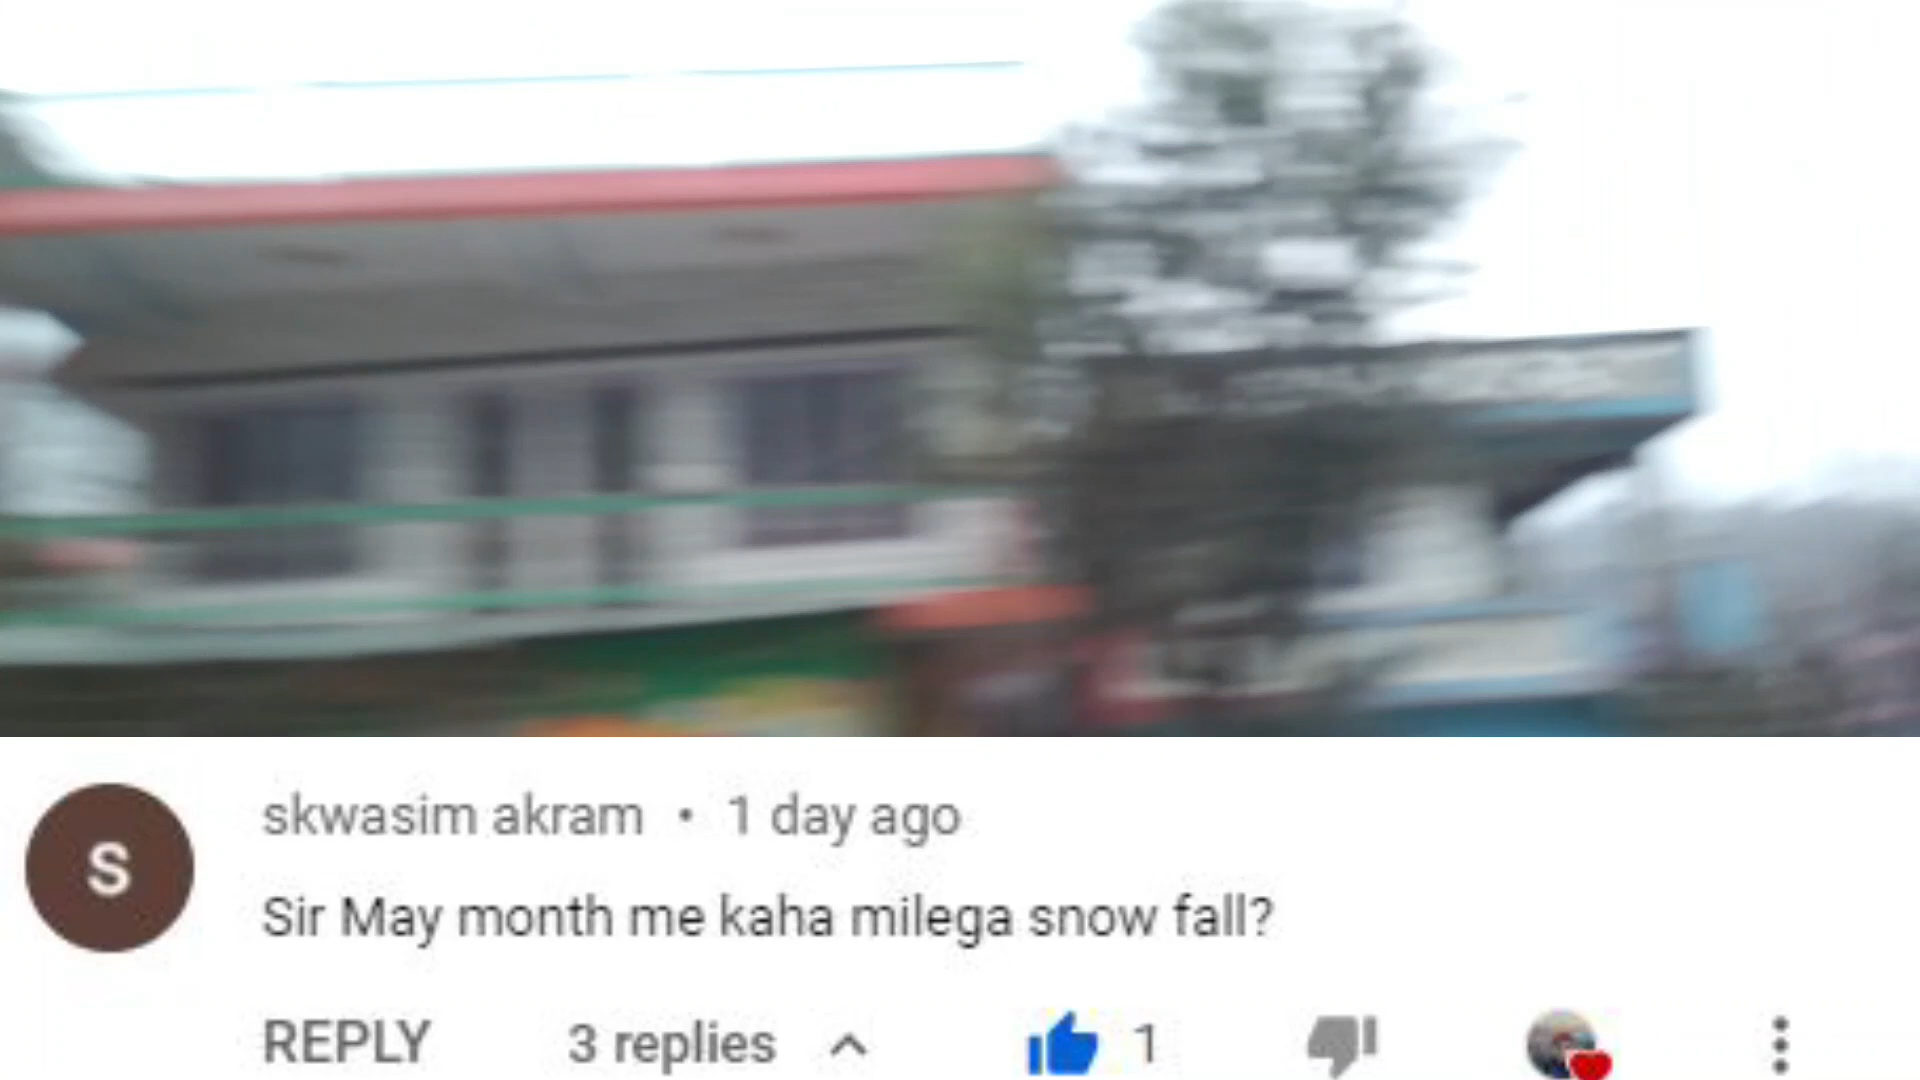 S
skwasim akram • 1 day ago
Sir May month me kaha milega snow fall?
REPLY 3 replies 1